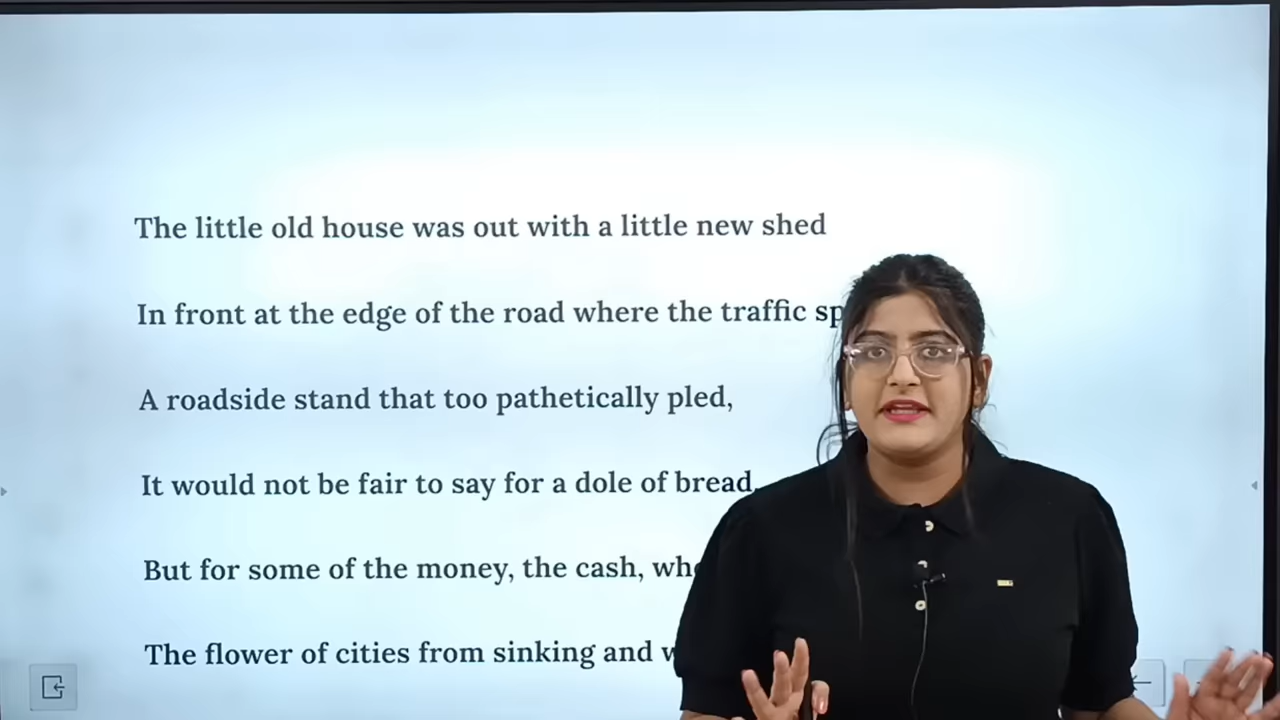 The little old house was out with a little new shed
In front at the edge of the road where the traffic
A roadside stand that too pathetically pled,
It would not be fair to say for a dole of bread,
But for some of the money, the cash,
The flower of cities from sinking and